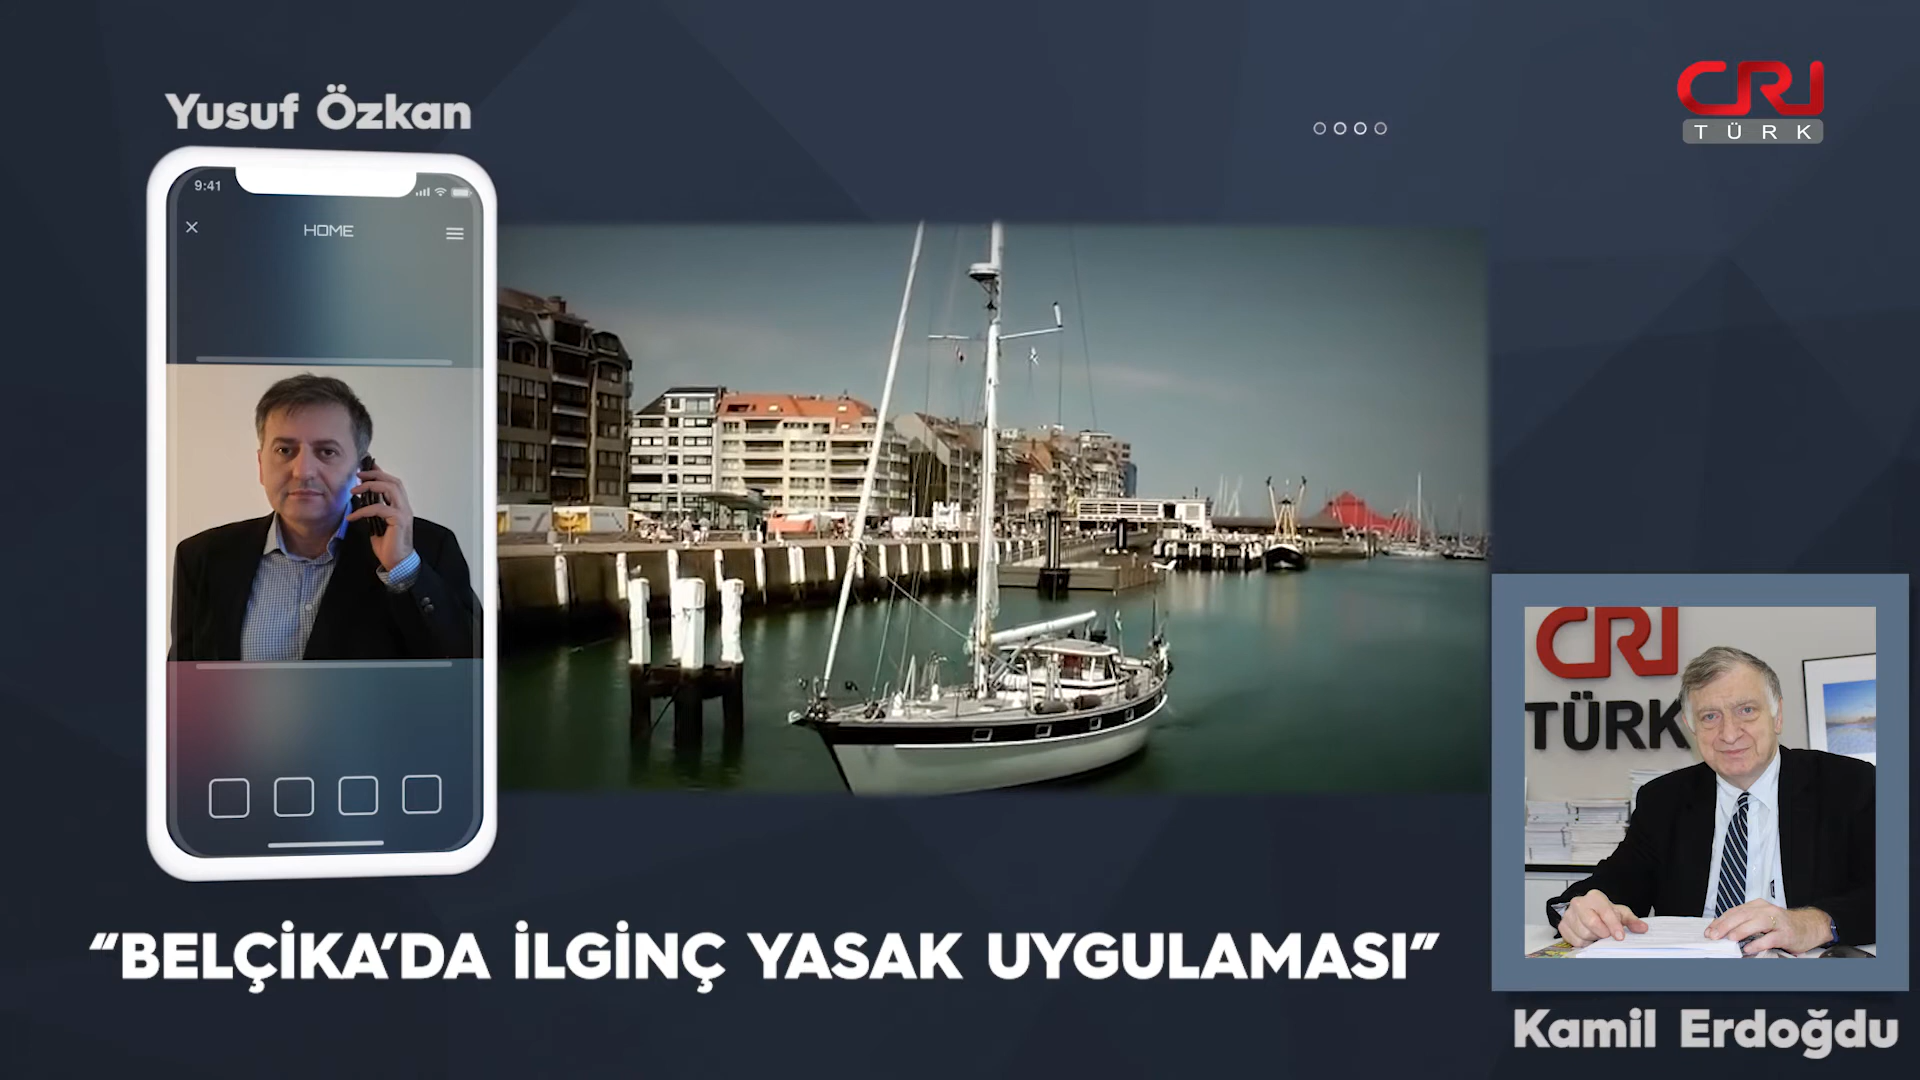 Yusuf Özkan
CRI
TÜRK
9:41
HOME
CRI
TÜRK
“BELÇİKA’DA İLGİNÇ YASAK UYGULAMASI”
Kamil Erdoğdu